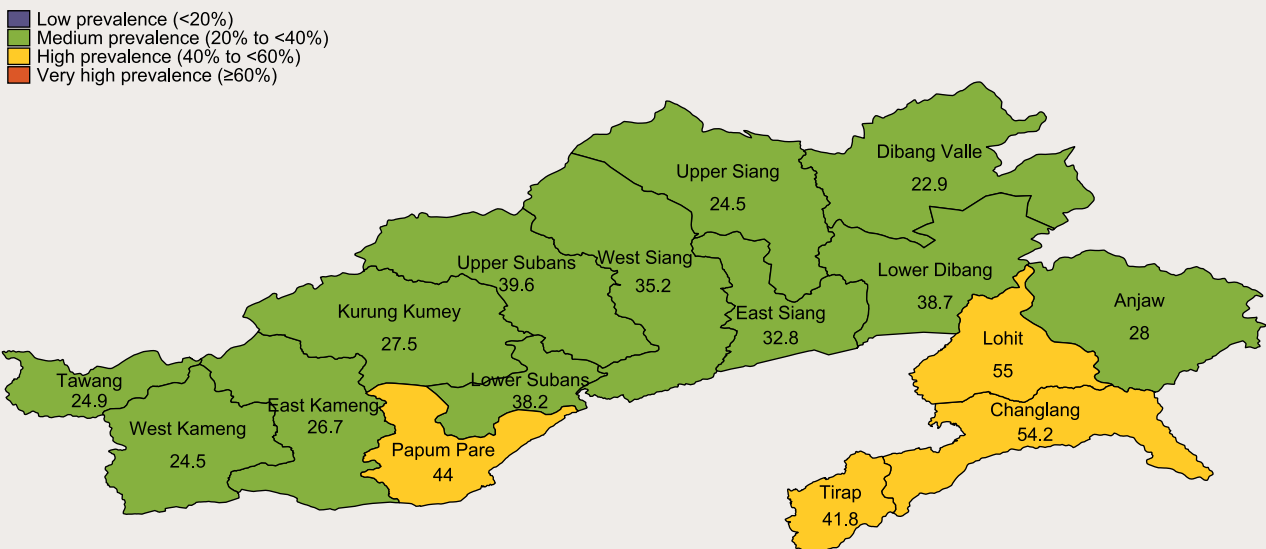 Low prevalence (<20%)
Medium prevalence (20% to <40%)
High prevalence (40% to <60%)
Very high prevalence (≥60%)
Dibang Valle
22.9
Upper Siang
24.5
Upper Subans
39.6
West Siang
35.2
Lower Dibang
38.7
Anjaw
28
Kurung Kumey
27.5
East Siang
32.8
Lohit
55
Tawang
24.9
Lower Subans
38.2
East Kameng
26.7
Changlang
54.2
West Kameng
24.5
Papum Pare
44
Tirap
41.8